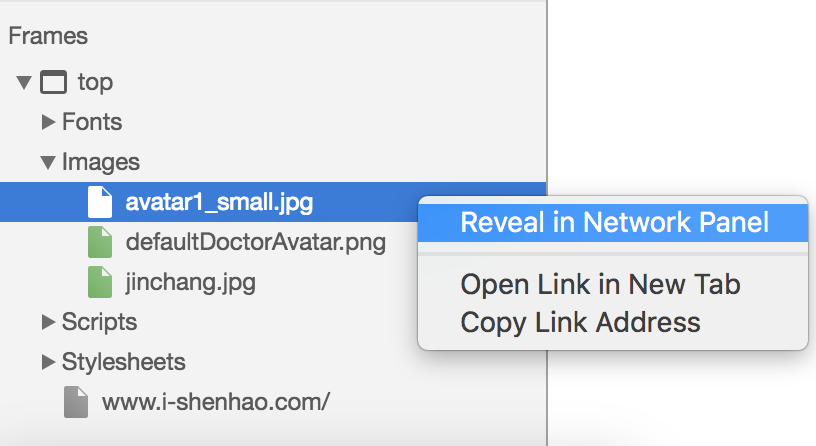 Frames
top
Fonts
Images
avatar1_small.jpg
Reveal in Network Panel
defaultDoctorAvatar.png
Open Link in New Tab
jinchang.jpg
Copy Link Address
Scripts
Stylesheets
www.i-shenhao.com/